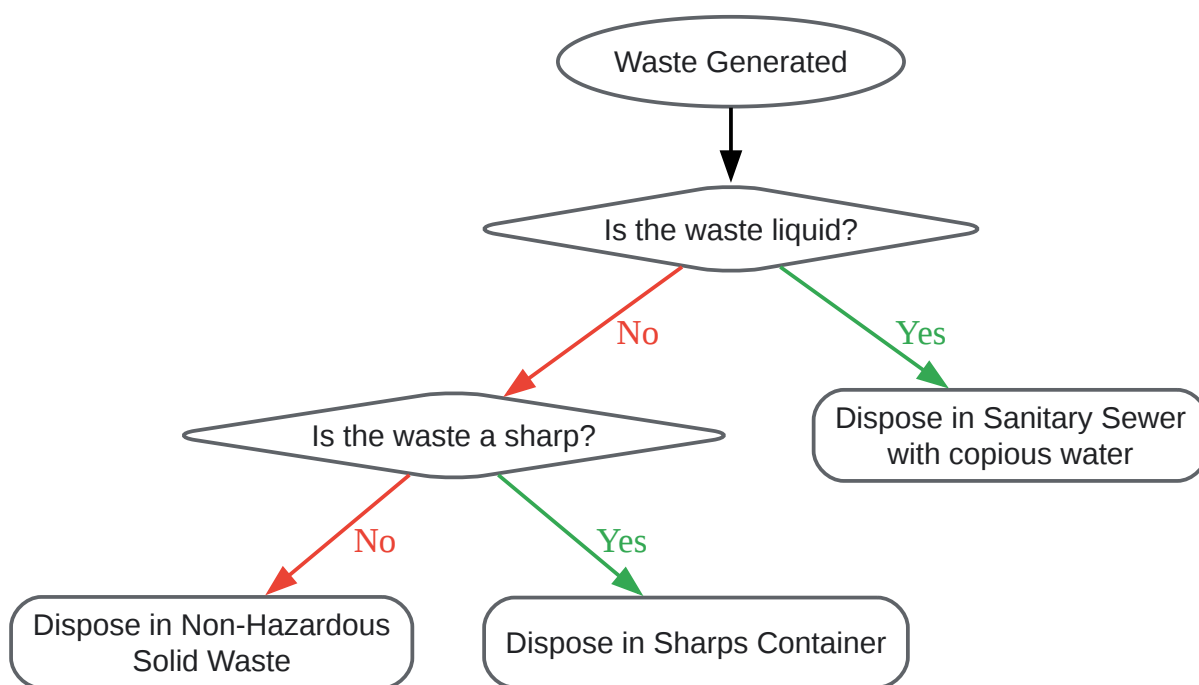 Waste Generated
Is the waste liquid?
No
Yes
Is the waste a sharp?
Dispose in Sanitary Sewer
with copious water
No
Yes
Dispose in Non-Hazardous
Solid Waste
Dispose in Sharps Container